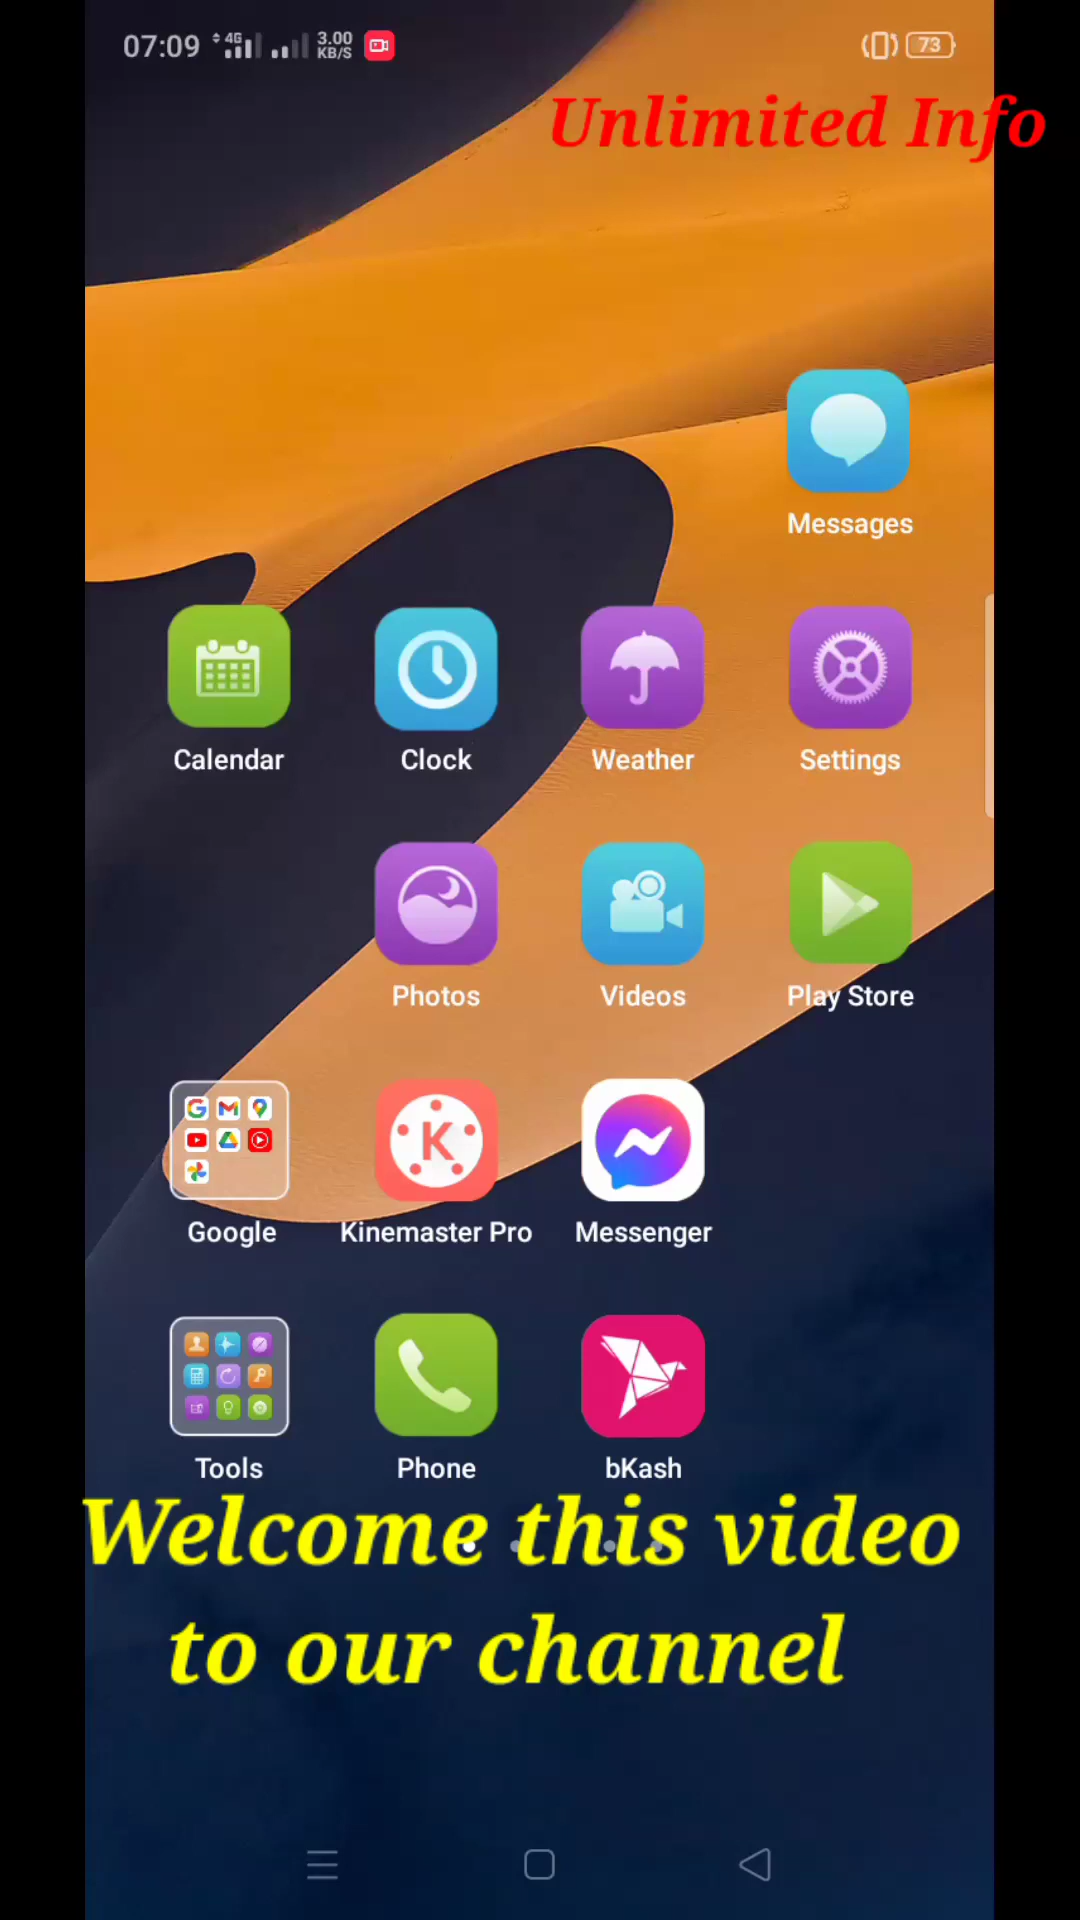 07:09 4G 3.00 KB/S 73
Unlimited Info
Messages
Calendar Clock Weather Settings
Photos Videos Play Store
Google Kinemaster Pro Messenger
Tools Phone bKash
Welcome this video
to our channel